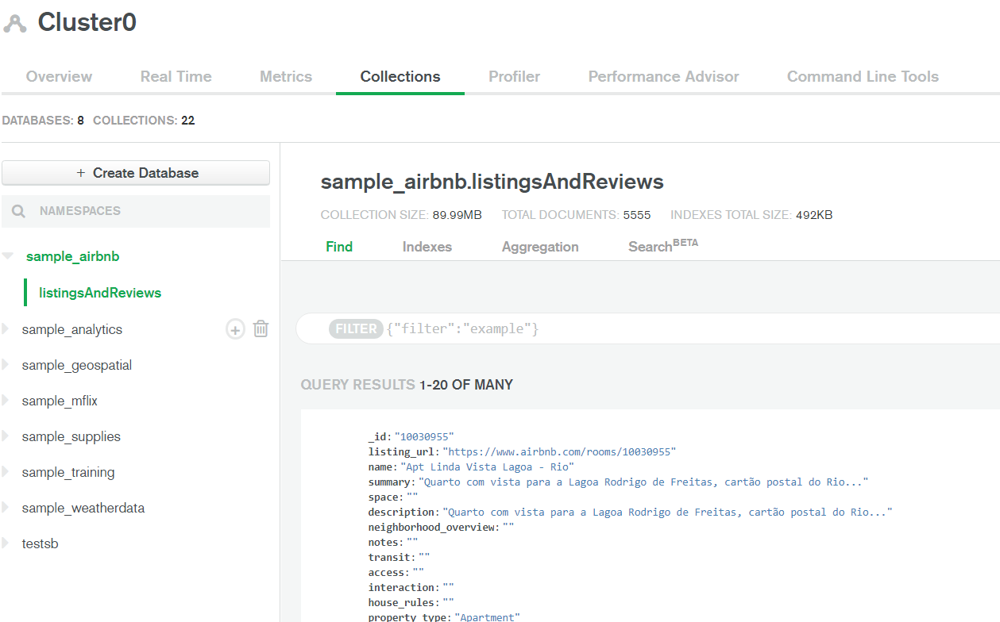 Cluster0
Overview Real Time Metrics Collections Profiler Performance Advisor Command Line Tools
DATABASES: 8 COLLECTIONS: 22
+ Create Database
NAMESPACES
sample_airbnb
listingsAndReviews
sample_analytics
sample_geospatial
sample_mflix
sample_supplies
sample_training
sample_weatherdata
testsb
sample_airbnb.listingsAndReviews
COLLECTION SIZE: 89.99MB TOTAL DOCUMENTS: 5555 INDEXES TOTAL SIZE: 492KB
Find Indexes Aggregation Search BETA
FILTER {"filter":"example"}
QUERY RESULTS 1-20 OF MANY
_id: "10030955"
listing_url: "https://www.airbnb.com/rooms/10030955"
name: "Apt Linda Vista Lagoa - Rio"
summary: "Quarto com vista para a Lagoa Rodrigo de Freitas, cartão postal do Rio..."
space: ""
description: "Quarto com vista para a Lagoa Rodrigo de Freitas, cartão postal do Rio..."
neighborhood_overview: ""
notes: ""
transit: ""
access: ""
interaction: ""
house_rules: ""
property_type: "Apartment"